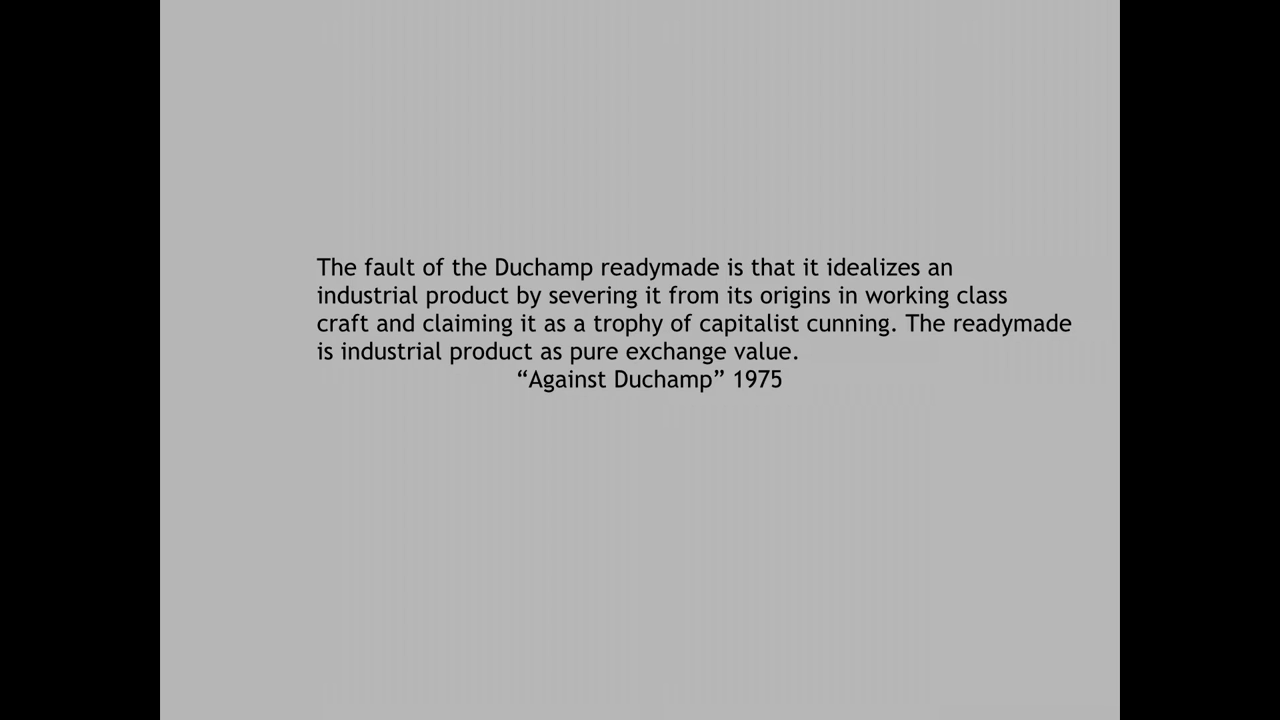 The fault of the Duchamp readymade is that it idealizes an
industrial product by severing it from its origins in working class
craft and claiming it as a trophy of capitalist cunning. The readymade
is industrial product as pure exchange value.
“Against Duchamp” 1975